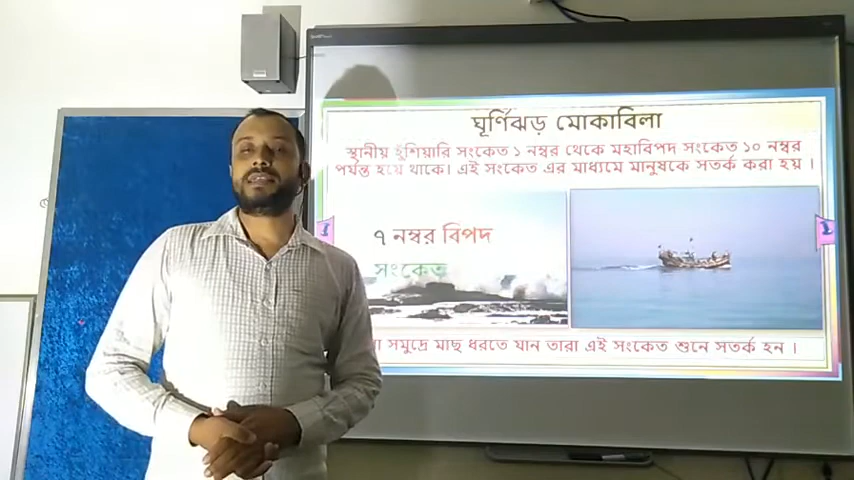 ঘূর্ণিঝড় মোকাবিলা
স্থানীয় হুঁশিয়ারি সংকেত ১ নম্বর থেকে মহাবিপদ সংকেত ১০ নম্বর
পর্যন্ত হয়ে থাকে। এই সংকেত এর মাধ্যমে মানুষকে সতর্ক করা হয় ।
৭ নম্বর বিপদ
সংকেত
সমুদ্রে মাছ ধরতে যান তারা এই সংকেত শুনে সতর্ক হন ।